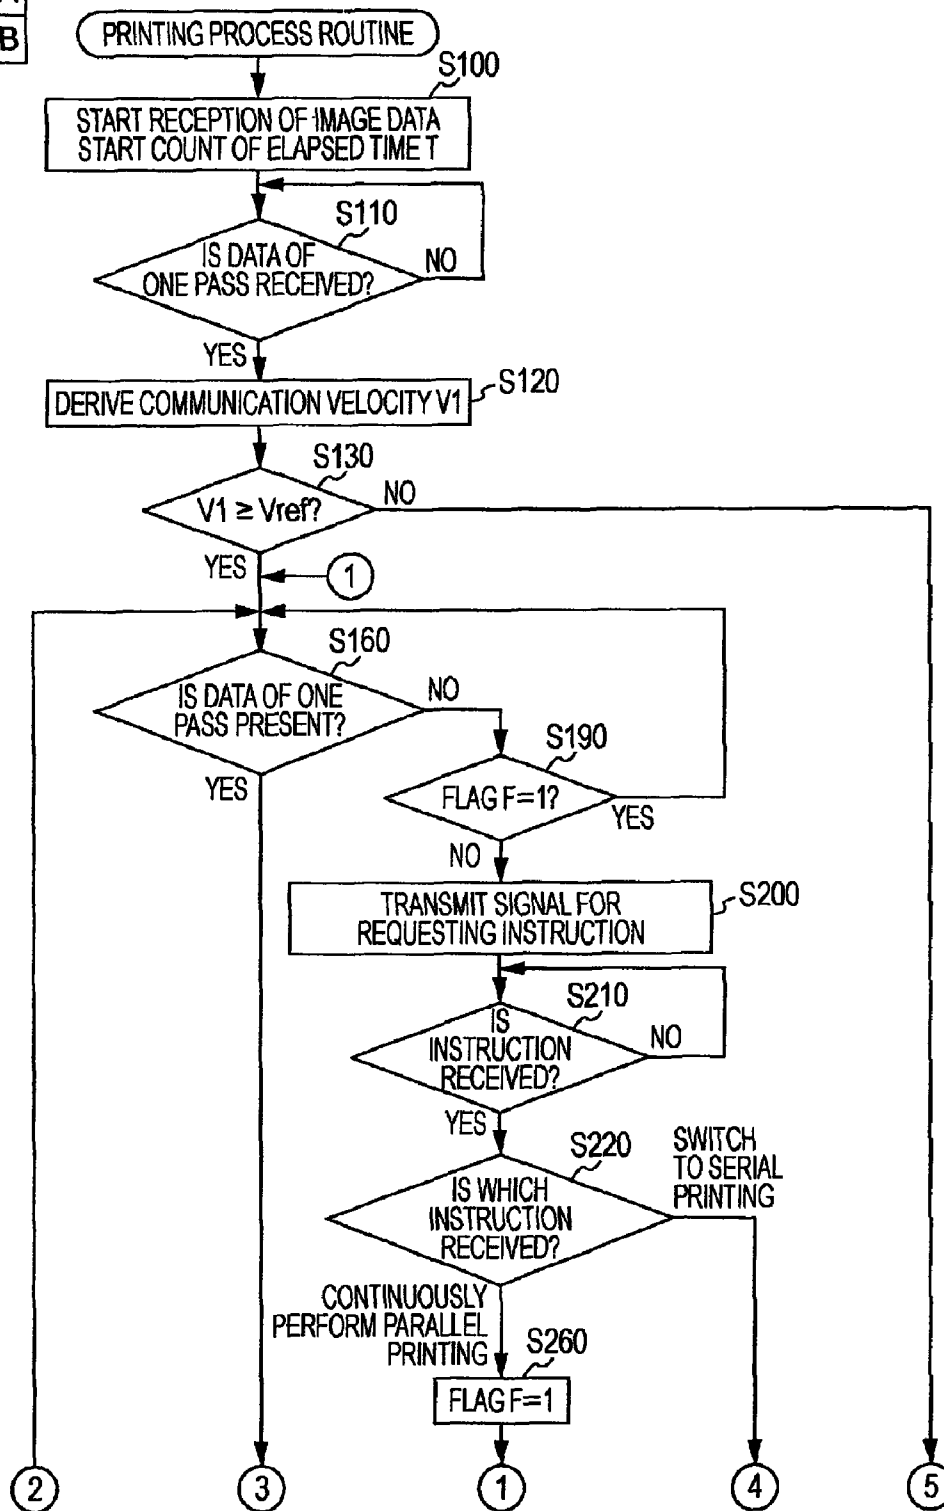 B
PRINTING PROCESS ROUTINE
S100
START RECEPTION OF IMAGE DATA
START COUNT OF ELAPSED TIME T
S110
IS DATA OF
ONE PASS RECEIVED?
NO
YES
S120
DERIVE COMMUNICATION VELOCITY V1
S130
V1 ≥ Vref?
NO
YES
1
S160
IS DATA OF ONE
PASS PRESENT?
NO
YES
S190
FLAG F=1?
YES
NO
S200
TRANSMIT SIGNAL FOR
REQUESTING INSTRUCTION
S210
IS
INSTRUCTION
RECEIVED?
NO
YES
S220
IS WHICH
INSTRUCTION
RECEIVED?
SWITCH
TO SERIAL
PRINTING
CONTINUOUSLY
PERFORM PARALLEL
PRINTING
S260
FLAG F=1
2
3
1
4
5